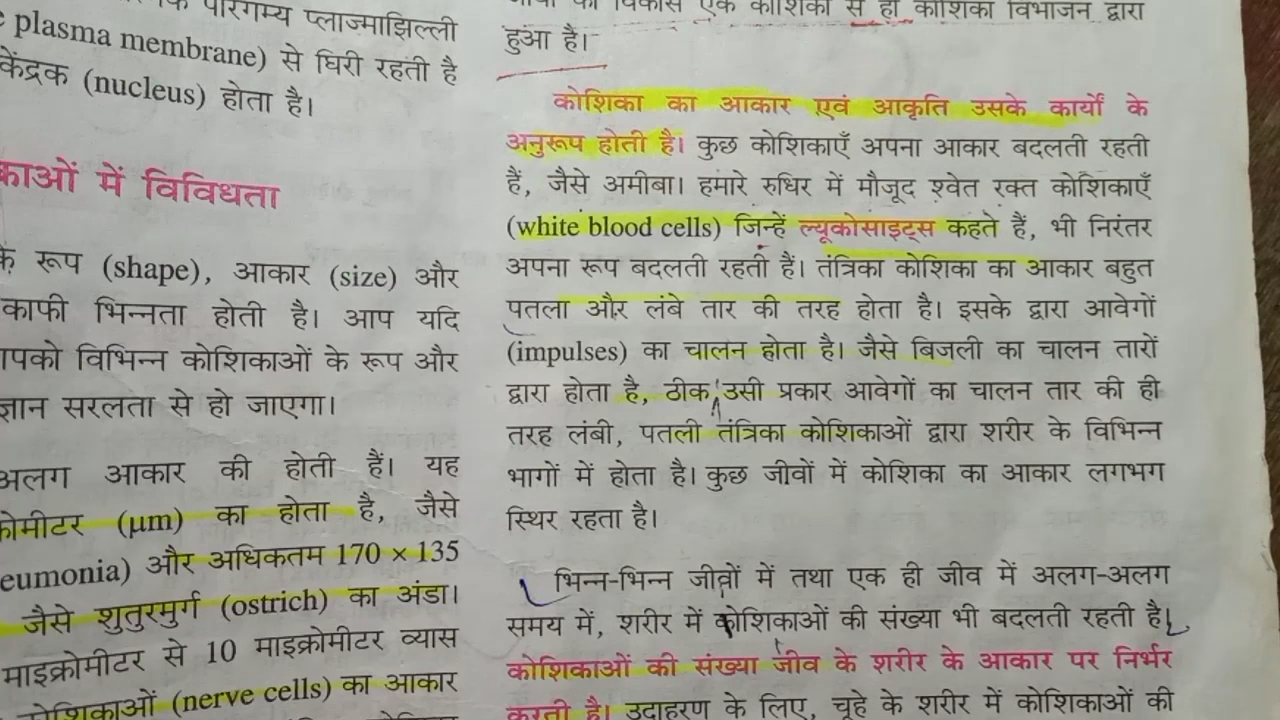 परिगम्य प्लाज्माझिल्ली
plasma membrane) से घिरी रहती है
केंद्रक (nucleus) होता है।
काओं में विविधता
के रूप (shape), आकार (size) और
काफी भिन्नता होती है। आप यदि
आपको विभिन्न कोशिकाओं के रूप और
ज्ञान सरलता से हो जाएगा।
अलग आकार की होती हैं। यह
क्रोमीटर (μm) का होता है, जैसे
eumonia) और अधिकतम 170 × 135
जैसे शुतुरमुर्ग (ostrich) का अंडा।
माइक्रोमीटर से 10 माइक्रोमीटर व्यास
कोशिकाओं (nerve cells) का आकार
का विकास एक कोशिका से ही कोशिका विभाजन द्वारा
हुआ है।
कोशिका का आकार एवं आकृति उसके कार्यों के
अनुरूप होती है। कुछ कोशिकाएँ अपना आकार बदलती रहती
हैं, जैसे अमीबा। हमारे रुधिर में मौजूद श्वेत रक्त कोशिकाएँ
(white blood cells) जिन्हें ल्यूकोसाइट्स कहते हैं, भी निरंतर
अपना रूप बदलती रहती हैं। तंत्रिका कोशिका का आकार बहुत
पतला और लंबे तार की तरह होता है। इसके द्वारा आवेगों
(impulses) का चालन होता है। जैसे बिजली का चालन तारों
द्वारा होता है, ठीक उसी प्रकार आवेगों का चालन तार की ही
तरह लंबी, पतली तंत्रिका कोशिकाओं द्वारा शरीर के विभिन्न
भागों में होता है। कुछ जीवों में कोशिका का आकार लगभग
स्थिर रहता है।
भिन्न-भिन्न जीवों में तथा एक ही जीव में अलग-अलग
समय में, शरीर में कोशिकाओं की संख्या भी बदलती रहती है।
कोशिकाओं की संख्या जीव के शरीर के आकार पर निर्भर
करती है। उदाहरण के लिए, चूहे के शरीर में कोशिकाओं की